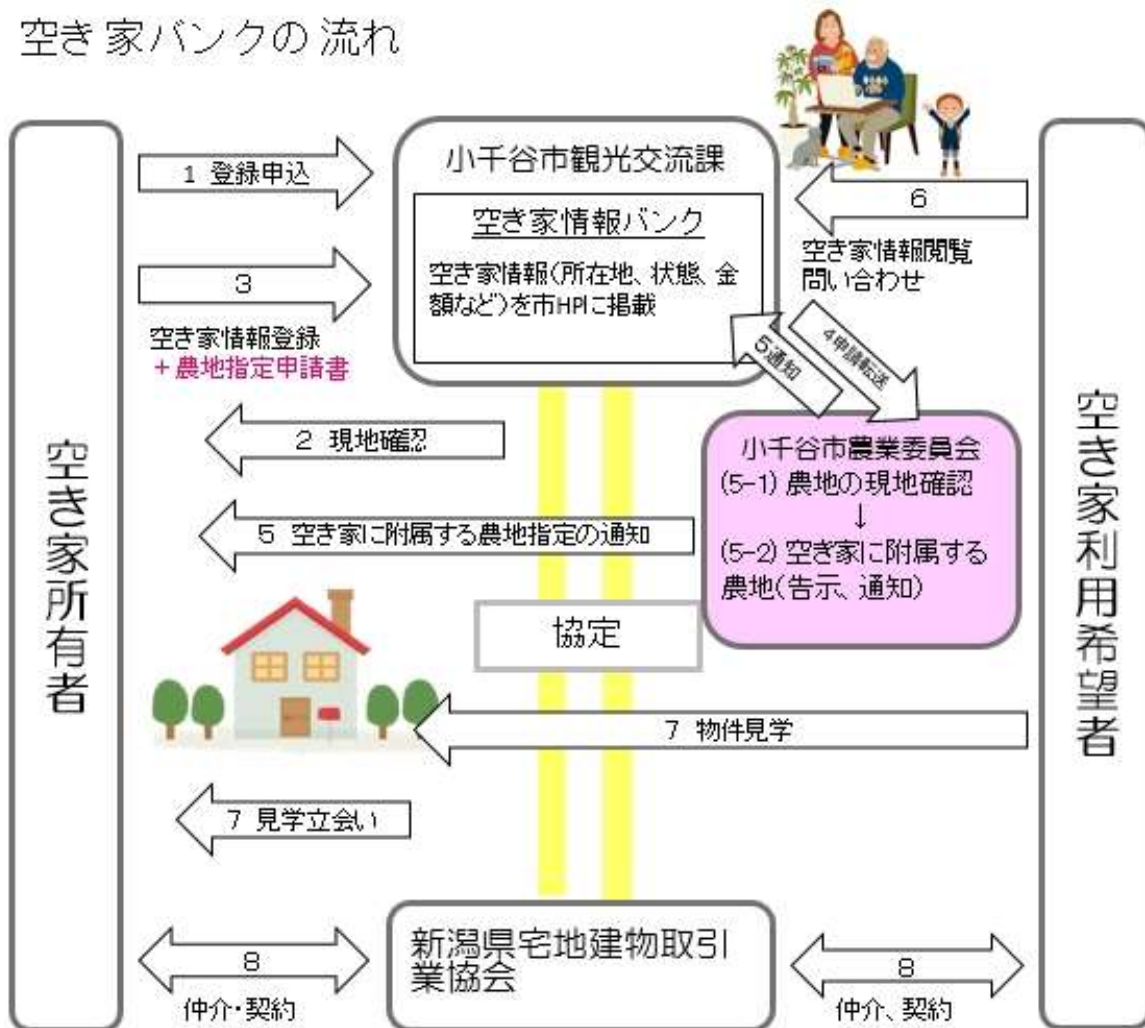 空き家バンクの流れ
小千谷市観光交流課
空き家情報バンク
空き家情報(所在地、状態、金
額など)を市HPに掲載
1 登録申込
3
空き家情報登録
+農地指定申請書
6
空き家情報閲覧
問い合わせ
4申請転送
5通知
2 現地確認
小千谷市農業委員会
(5-1) 農地の現地確認
↓
(5-2) 空き家に附属する
農地(告示、通知)
5 空き家に附属する農地指定の通知
協定
7 物件見学
7 見学立会い
空き家所有者
空き家利用希望者
新潟県宅地建物取引
業協会
8
仲介・契約
8
仲介、契約